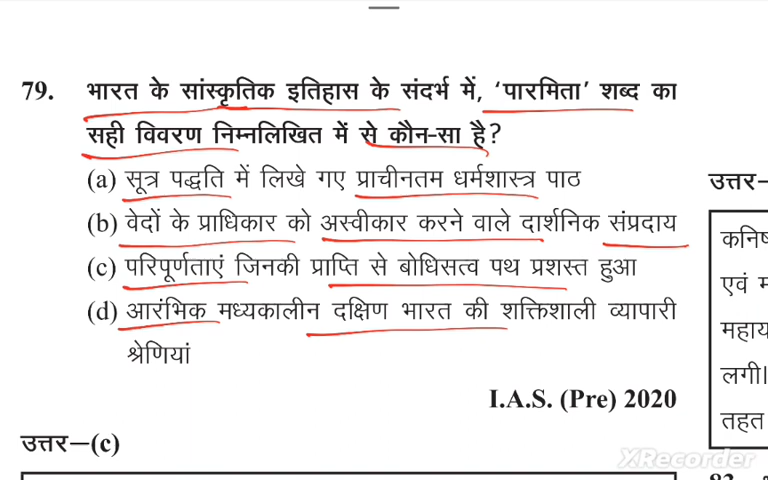 79. भारत के सांस्कृतिक इतिहास के संदर्भ में, ‘पारमिता’ शब्द का
सही विवरण निम्नलिखित में से कौन-सा है?
(a) सूत्र पद्धति में लिखे गए प्राचीनतम धर्मशास्त्र पाठ
(b) वेदों के प्राधिकार को अस्वीकार करने वाले दार्शनिक संप्रदाय
(c) परिपूर्णताएं जिनकी प्राप्ति से बोधिसत्व पथ प्रशस्त हुआ
(d) आरंभिक मध्यकालीन दक्षिण भारत की शक्तिशाली व्यापारी
श्रेणियां
I.A.S. (Pre) 2020
उत्तर–(c)
उत्तर–
एवं
लगी।
तहत
XRecorder